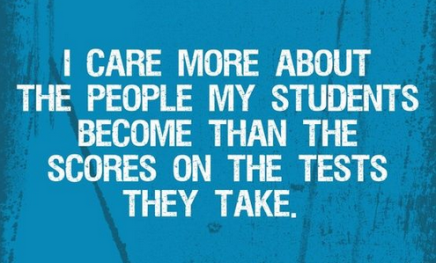 I CARE MORE ABOUT
THE PEOPLE MY STUDENTS
BECOME THAN THE
SCORES ON THE TESTS
THEY TAKE.